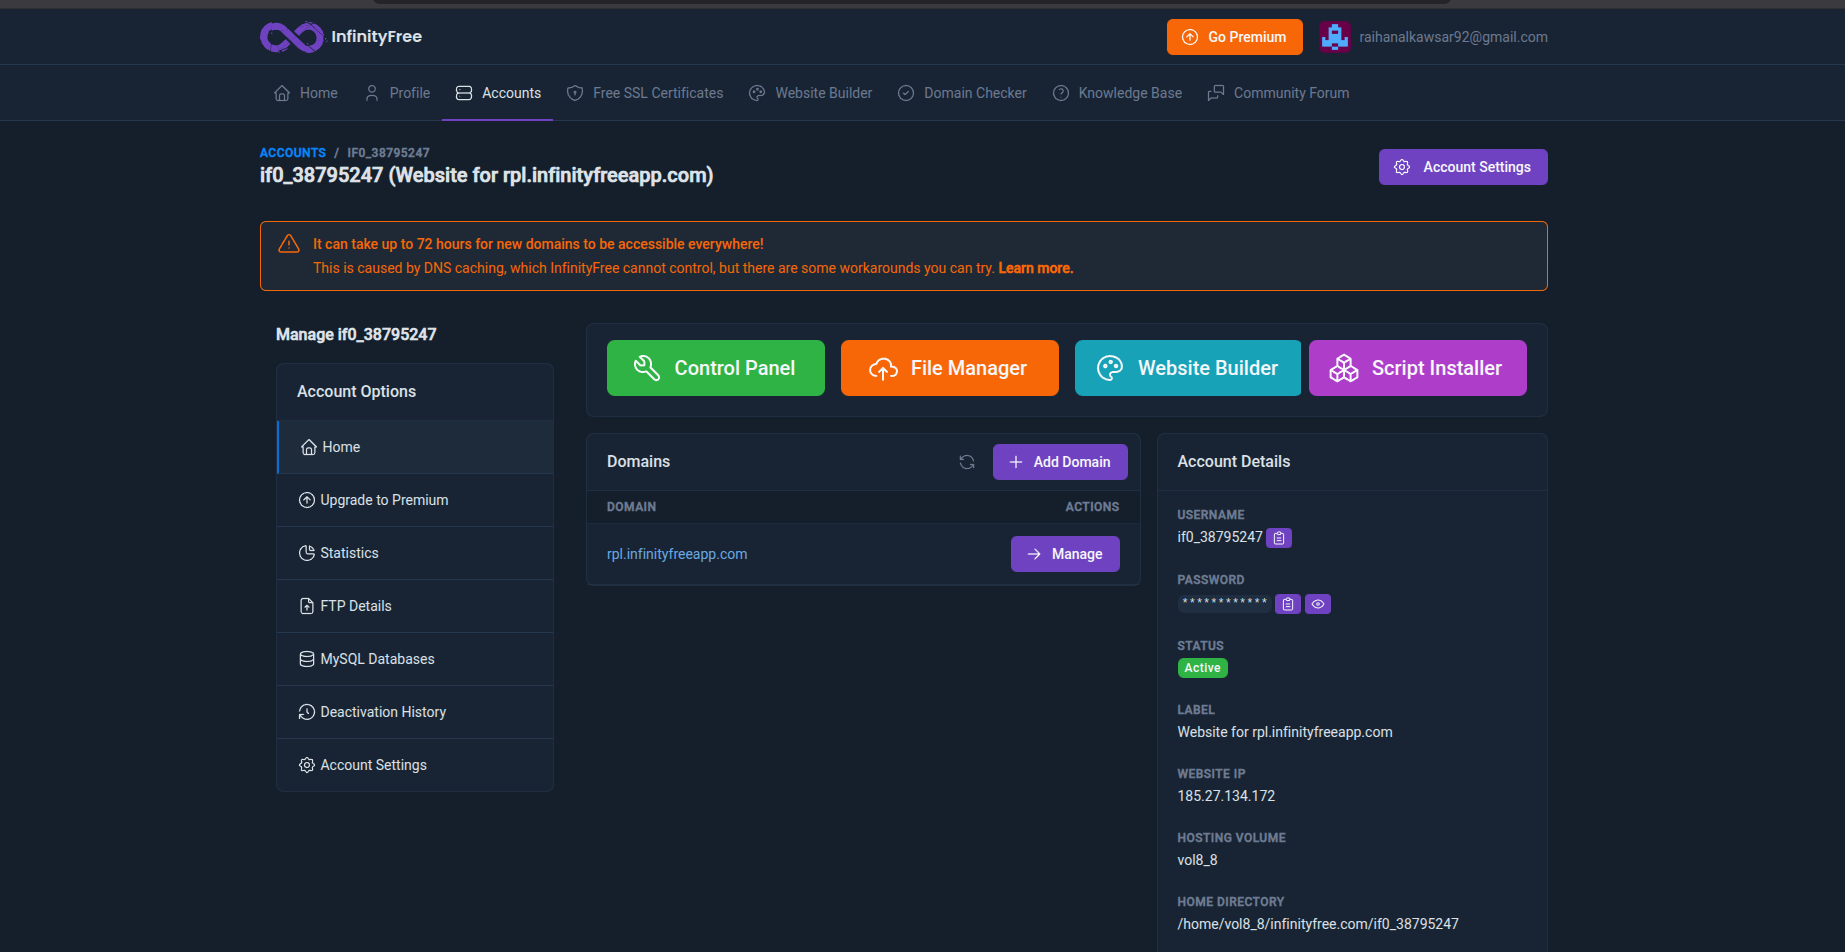 InfinityFree
Go Premium
raihanalkawsar92@gmail.com
Home
Profile
Accounts
Free SSL Certificates
Website Builder
Domain Checker
Knowledge Base
Community Forum
ACCOUNTS / IF0_38795247
if0_38795247 (Website for rpl.infinityfreeapp.com)
Account Settings
It can take up to 72 hours for new domains to be accessible everywhere!
This is caused by DNS caching, which InfinityFree cannot control, but there are some workarounds you can try. Learn more.
Manage if0_38795247
Account Options
Home
Upgrade to Premium
Statistics
FTP Details
MySQL Databases
Deactivation History
Account Settings
Control Panel
File Manager
Website Builder
Script Installer
Domains
Add Domain
DOMAIN
ACTIONS
rpl.infinityfreeapp.com
Manage
Account Details
USERNAME
if0_38795247
PASSWORD
************
STATUS
Active
LABEL
Website for rpl.infinityfreeapp.com
WEBSITE IP
185.27.134.172
HOSTING VOLUME
vol8_8
HOME DIRECTORY
/home/vol8_8/infinityfree.com/if0_38795247